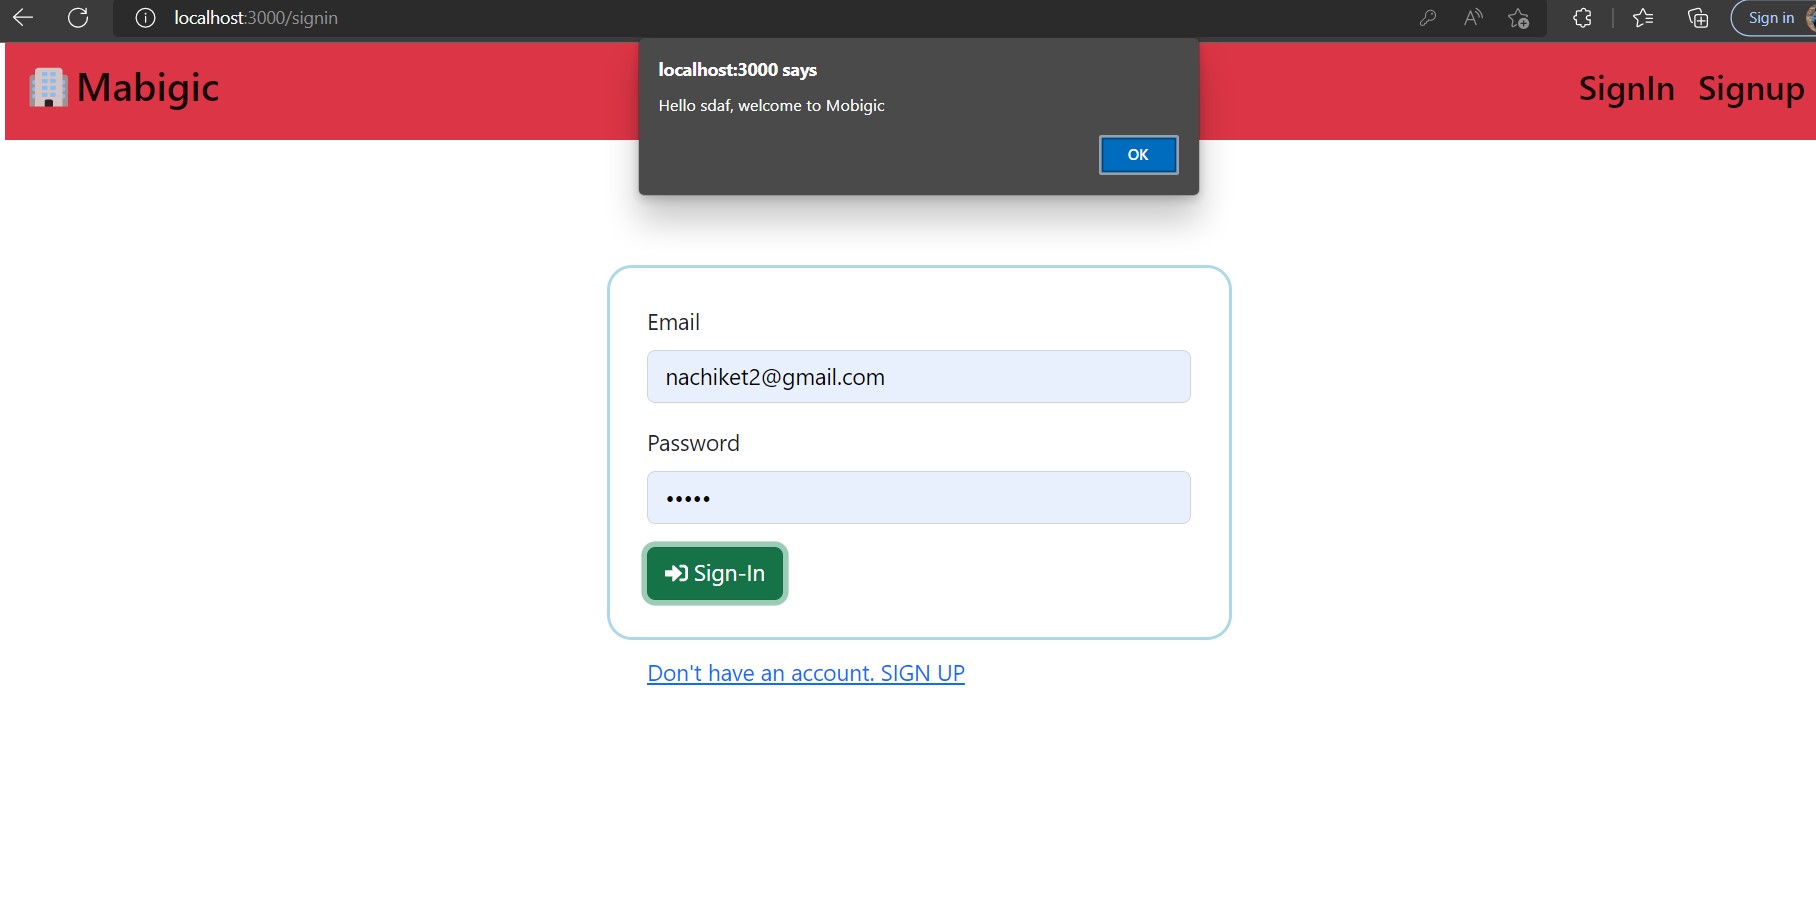 localhost:3000/signin
Sign in
localhost:3000 says
Hello sdaf, welcome to Mobigic
OK
Mabigic
SignIn Signup
Email
nachiket2@gmail.com
Password
•••••
Sign-In
Don't have an account. SIGN UP